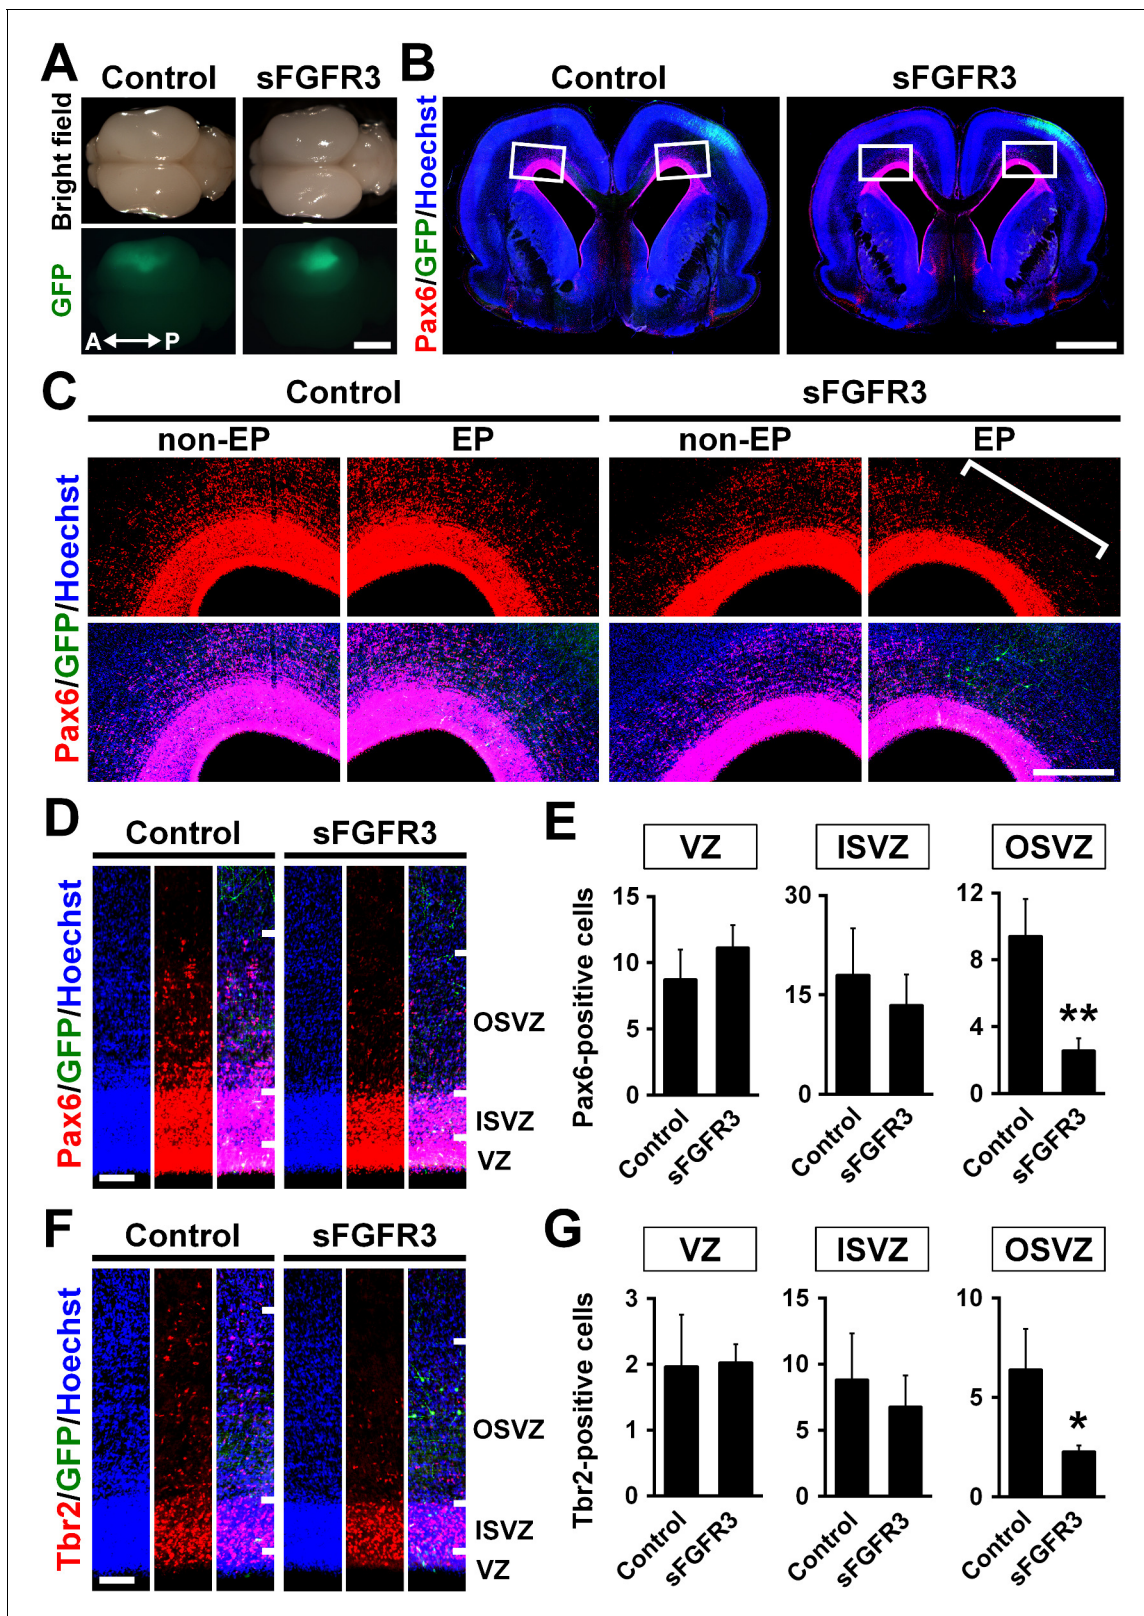 A
Control sFGFR3
Bright field
GFP
A P
B
Control sFGFR3
Pax6/GFP/Hoechst
C
Control sFGFR3
non-EP EP non-EP EP
Pax6/GFP/Hoechst
D
Control sFGFR3
Pax6/GFP/Hoechst
OSVZ
ISVZ
VZ
E
VZ ISVZ OSVZ
Pax6-positive cells
15 30 12
10 15 8
5 4
0 0 0
**
Control sFGFR3 Control sFGFR3 Control sFGFR3
F
Control sFGFR3
Tbr2/GFP/Hoechst
OSVZ
ISVZ
VZ
G
VZ ISVZ OSVZ
Tbr2-positive cells
3 15 10
2 10 5
1 5
0 0 0
*
Control sFGFR3 Control sFGFR3 Control sFGFR3